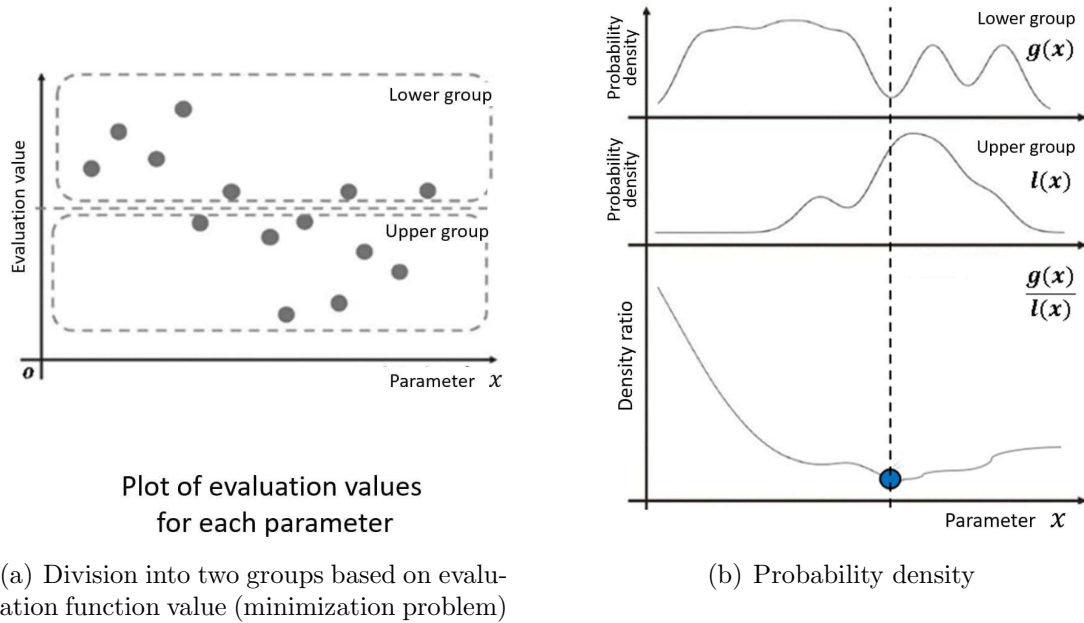 Lower group
Evaluation value
Upper group
o
Parameter x
Plot of evaluation values
for each parameter
(a) Division into two groups based on evalu-
ation function value (minimization problem)
Probability
density
Lower group
g(x)
Probability
density
Upper group
l(x)
Density ratio
g(x)
l(x)
Parameter x
(b) Probability density